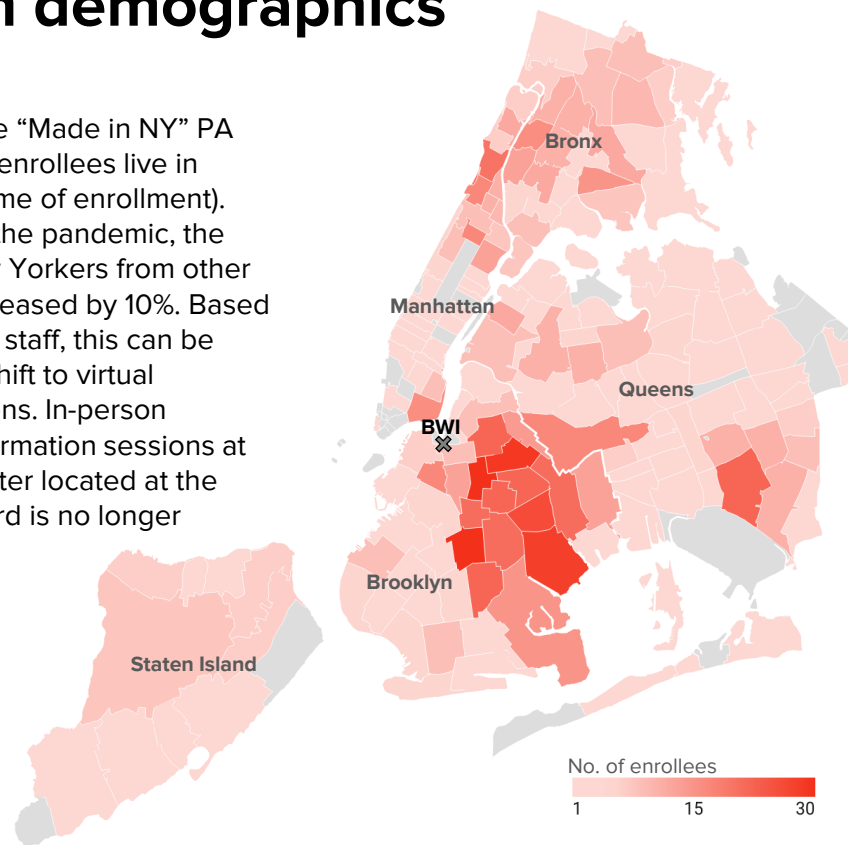 demographics
"Made in NY" PA
enrollees live in
me of enrollment).
he pandemic, the
Yorkers from other
reased by 10%. Based
staff, this can be
hift to virtual
ns. In-person
rmation sessions at
ter located at the
rd is no longer
Bronx
Manhattan
Queens
BWI
Brooklyn
Staten Island
No. of enrollees
1 15 30